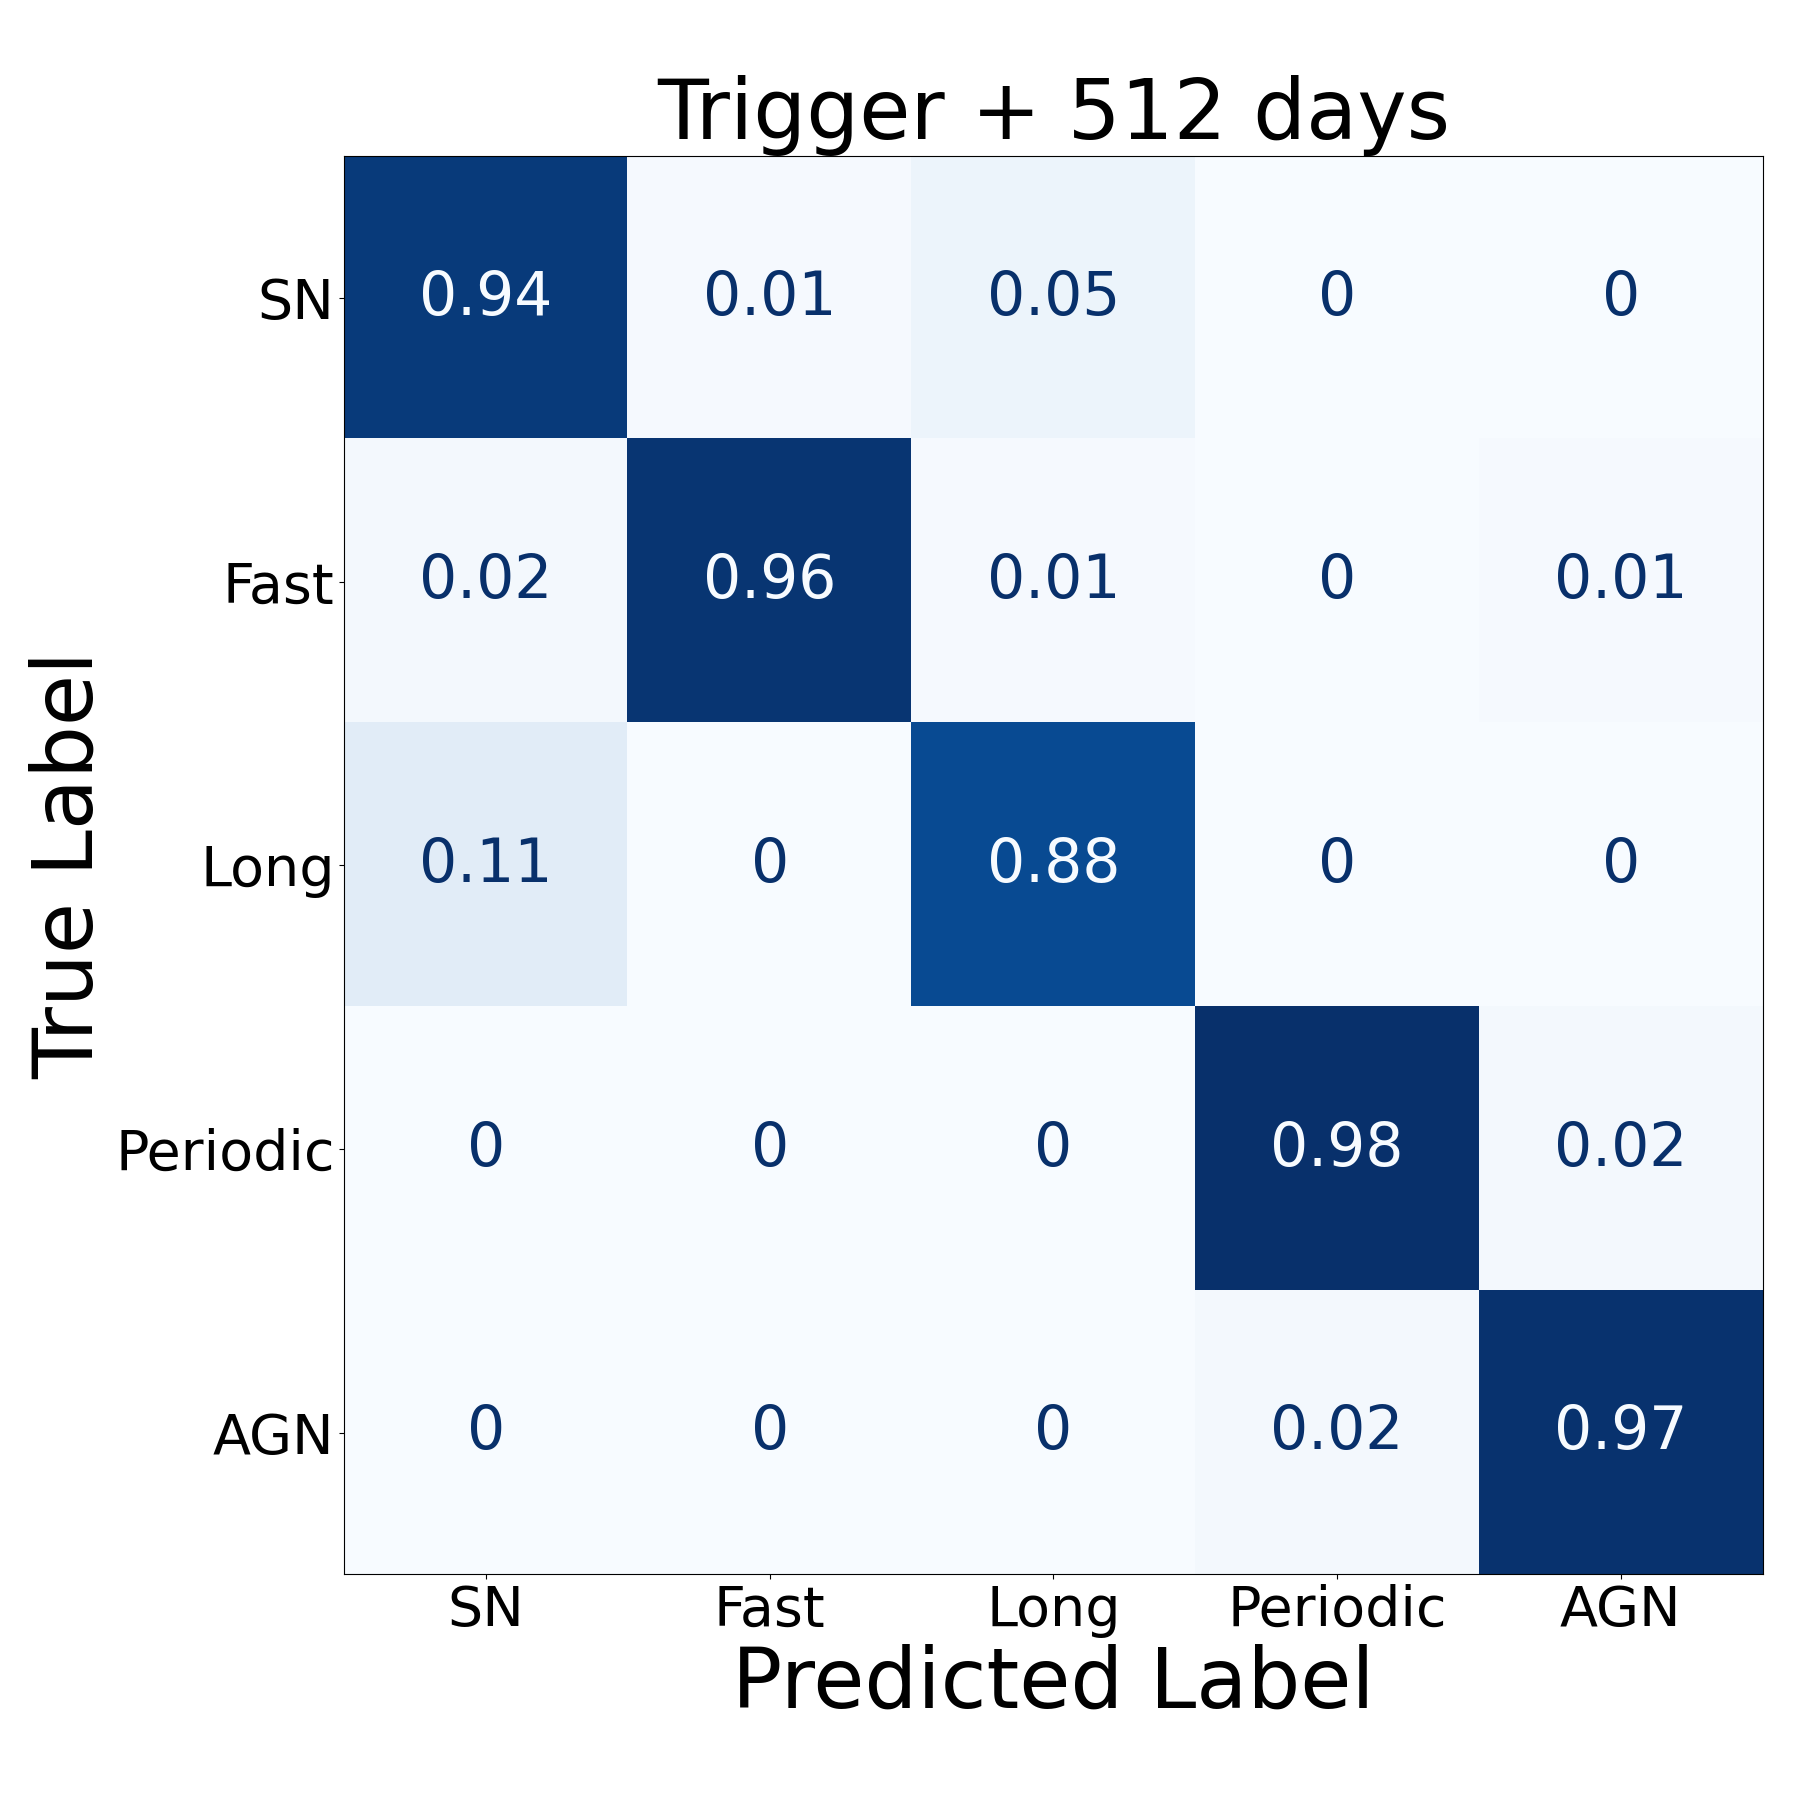 Trigger + 512 days
SN 0.94 0.01 0.05 0 0
Fast 0.02 0.96 0.01 0 0.01
Long 0.11 0 0.88 0 0
Periodic 0 0 0 0.98 0.02
AGN 0 0 0 0.02 0.97
True Label
SN Fast Long Periodic AGN
Predicted Label